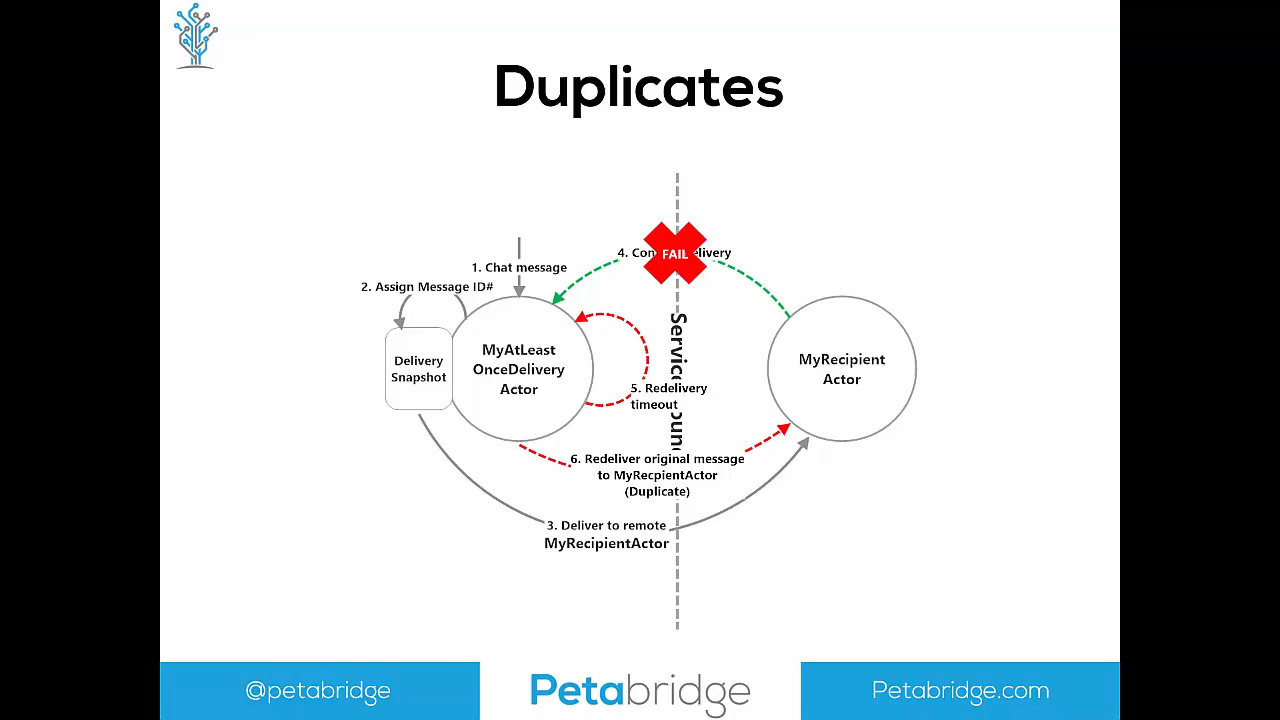 Duplicates
4. Con FAIL elivery
1. Chat message
2. Assign Message ID#
Delivery
Snapshot
MyAtLeast
OnceDelivery
Actor
MyRecipient
Actor
5. Redelivery
timeout
6. Redeliver original message
to MyRecpientActor
(Duplicate)
3. Deliver to remote
MyRecipientActor
@petabridge
Petabridge
Petabridge.com